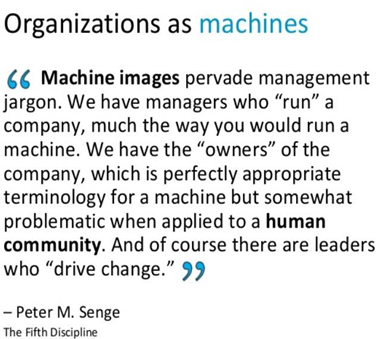 Organizations as machines
“ Machine images pervade management
jargon. We have managers who “run” a
company, much the way you would run a
machine. We have the “owners” of the
company, which is perfectly appropriate
terminology for a machine but somewhat
problematic when applied to a human
community. And of course there are leaders
who “drive change.” ”
– Peter M. Senge
The Fifth Discipline